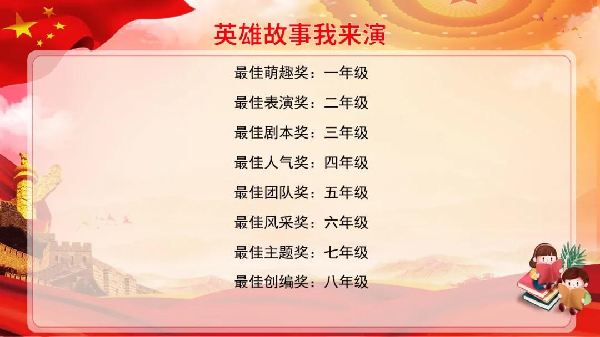 英雄故事我来演
最佳萌趣奖：一年级
最佳表演奖：二年级
最佳剧本奖：三年级
最佳人气奖：四年级
最佳团队奖：五年级
最佳风采奖：六年级
最佳主题奖：七年级
最佳创编奖：八年级